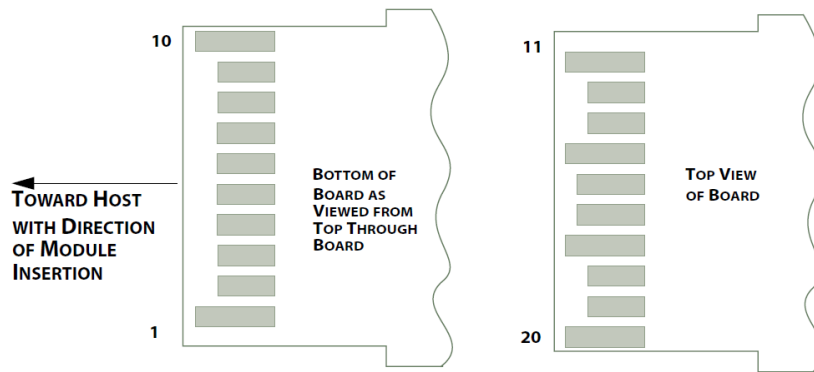 10
BOTTOM OF
BOARD AS
VIEWED FROM
TOP THROUGH
BOARD
TOWARD HOST
WITH DIRECTION
OF MODULE
INSERTION
1
11
TOP VIEW
OF BOARD
20